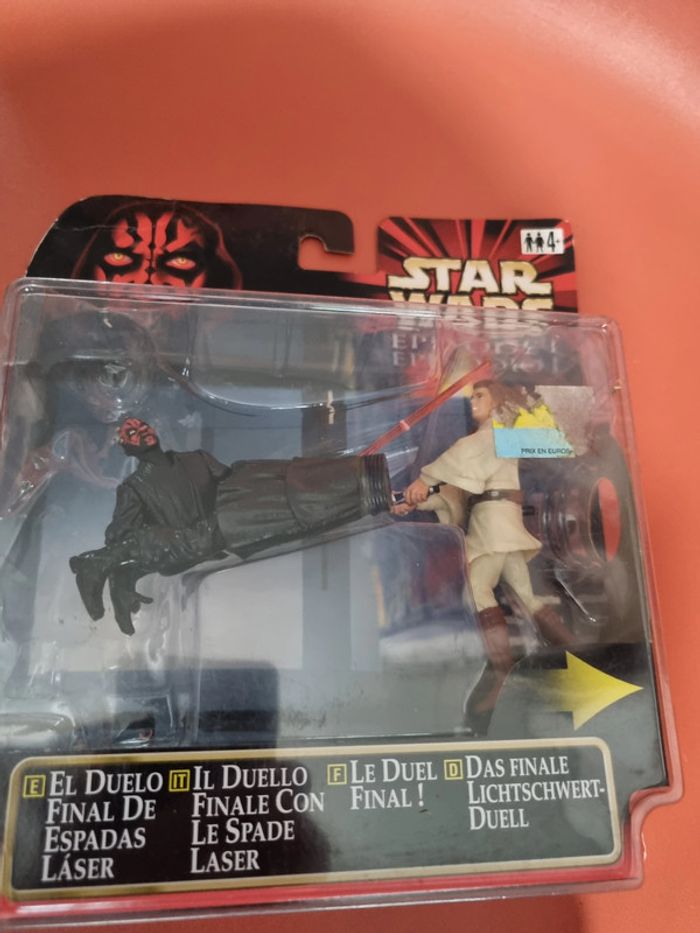 4+
STAR
WARS
PRIX EN EUROS
E EL DUELO
FINAL DE
ESPADAS
LÁSER
IT IL DUELLO
FINALE CON
LE SPADE
LASER
F LE DUEL
FINAL !
D DAS FINALE
LICHTSCHWERT-
DUELL